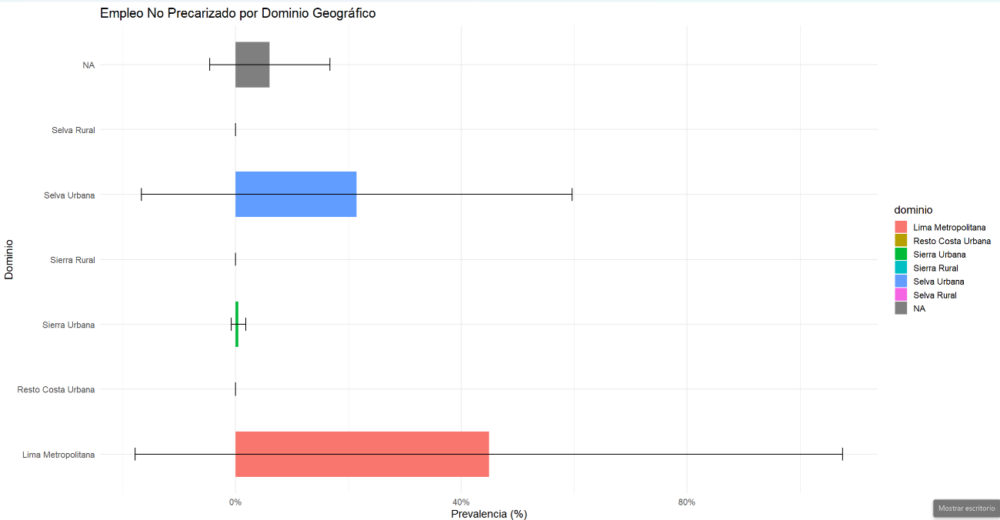 Empleo No Precarizado por Dominio Geográfico
NA
Selva Rural
Selva Urbana
Sierra Rural
Sierra Urbana
Resto Costa Urbana
Lima Metropolitana
Dominio
0%
40%
80%
Prevalencia (%)
dominio
Lima Metropolitana
Resto Costa Urbana
Sierra Urbana
Sierra Rural
Selva Urbana
Selva Rural
NA
Mostrar escritorio